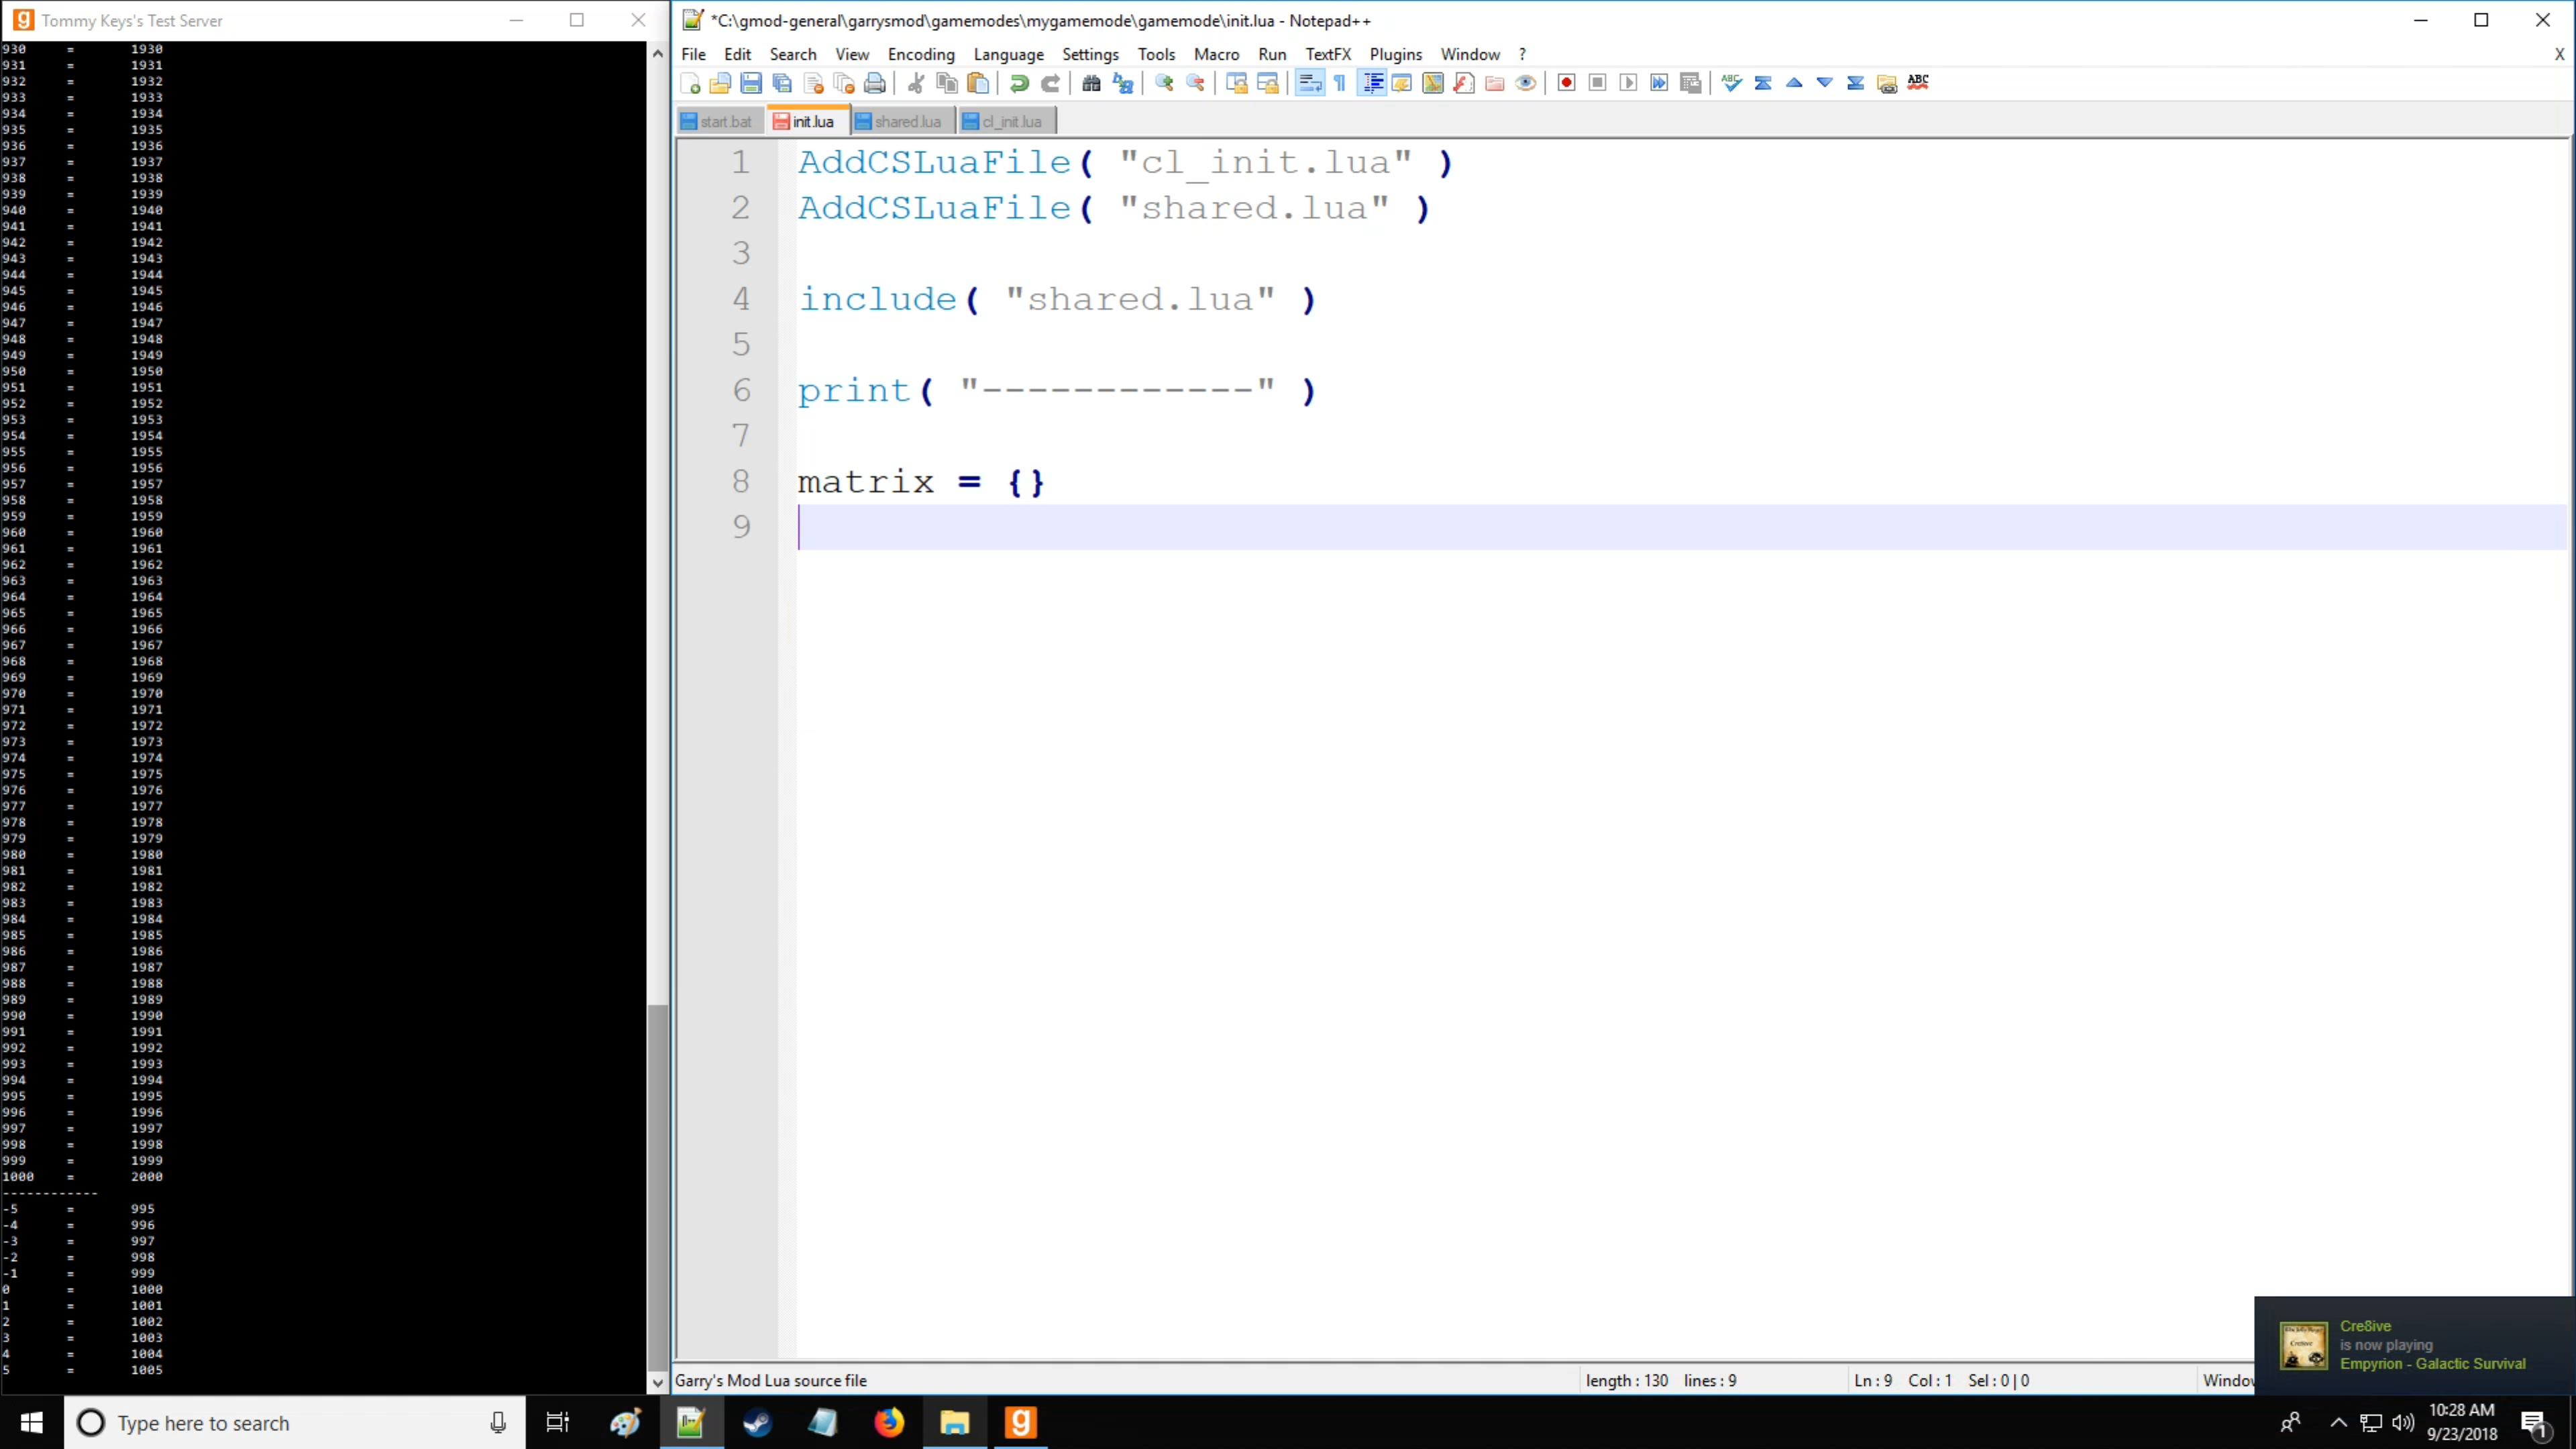 Tommy Keys's Test Server
930 = 1930
931 = 1931
932 = 1932
933 = 1933
934 = 1934
935 = 1935
936 = 1936
937 = 1937
938 = 1938
939 = 1939
940 = 1940
941 = 1941
942 = 1942
943 = 1943
944 = 1944
945 = 1945
946 = 1946
947 = 1947
948 = 1948
949 = 1949
950 = 1950
951 = 1951
952 = 1952
953 = 1953
954 = 1954
955 = 1955
956 = 1956
957 = 1957
958 = 1958
959 = 1959
960 = 1960
961 = 1961
962 = 1962
963 = 1963
964 = 1964
965 = 1965
966 = 1966
967 = 1967
968 = 1968
969 = 1969
970 = 1970
971 = 1971
972 = 1972
973 = 1973
974 = 1974
975 = 1975
976 = 1976
977 = 1977
978 = 1978
979 = 1979
980 = 1980
981 = 1981
982 = 1982
983 = 1983
984 = 1984
985 = 1985
986 = 1986
987 = 1987
988 = 1988
989 = 1989
990 = 1990
991 = 1991
992 = 1992
993 = 1993
994 = 1994
995 = 1995
996 = 1996
997 = 1997
998 = 1998
999 = 1999
1000 = 2000
------------
-5 = 995
-4 = 996
-3 = 997
-2 = 998
-1 = 999
0 = 1000
1 = 1001
2 = 1002
3 = 1003
4 = 1004
5 = 1005
*C:\gmod-general\garrysmod\gamemodes\mygamemode\gamemode\init.lua - Notepad++
File Edit Search View Encoding Language Settings Tools Macro Run TextFX Plugins Window ? X
start.bat init.lua shared.lua cl_init.lua
1 AddCSLuaFile( "cl_init.lua" )
2 AddCSLuaFile( "shared.lua" )
3
4 include( "shared.lua" )
5
6 print( "------------" )
7
8 matrix = {}
9
Cre8ive
is now playing
Empyrion - Galactic Survival
Garry's Mod Lua source file length : 130 lines : 9 Ln : 9 Col : 1 Sel : 0 | 0 Window
Type here to search
10:28 AM
9/23/2018
1